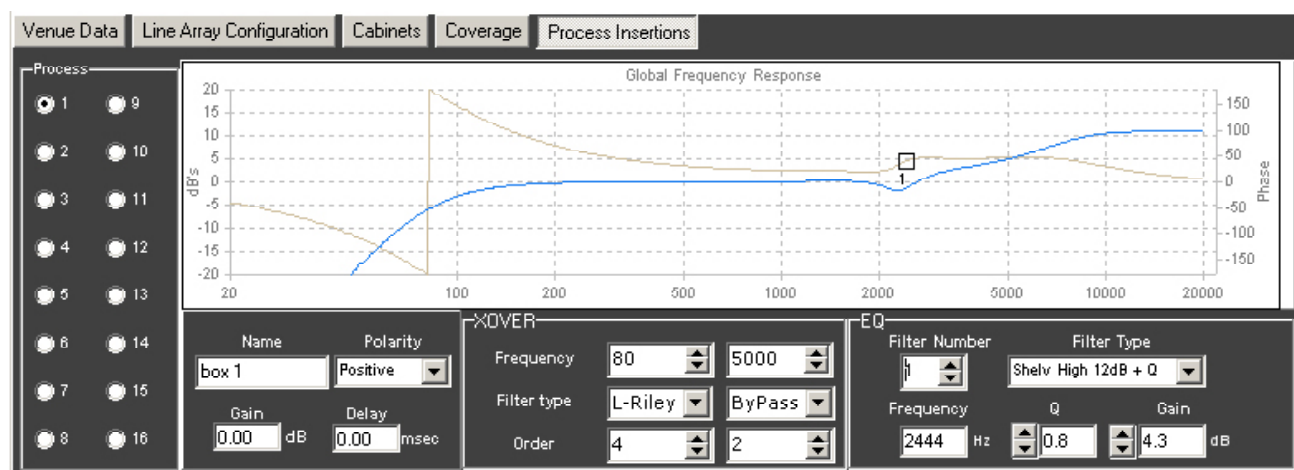 Venue Data Line Array Configuration Cabinets Coverage Process Insertions
Process
1 9
2 10
3 11
4 12
5 13
6 14
7 15
8 16
Global Frequency Response
20
15
10
5
0
-5
-10
-15
-20
dB's
150
100
50
0
-50
-100
-150
Phase
1
20 100 200 500 1000 2000 5000 10000 20000
Name Polarity
box 1 Positive
Gain Delay
0.00 dB 0.00 msec
XOVER
Frequency 80 5000
Filter type L-Riley ByPass
Order 4 2
EQ
Filter Number Filter Type
1 Shelv High 12dB + Q
Frequency Q Gain
2444 Hz 0.8 4.3 dB